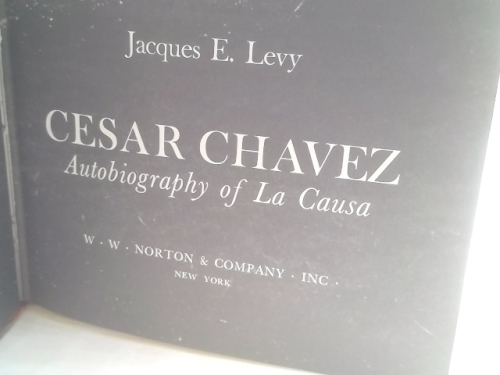 Jacques E. Levy
CESAR CHAVEZ
Autobiography of La Causa
W · W · NORTON & COMPANY · INC ·
NEW YORK